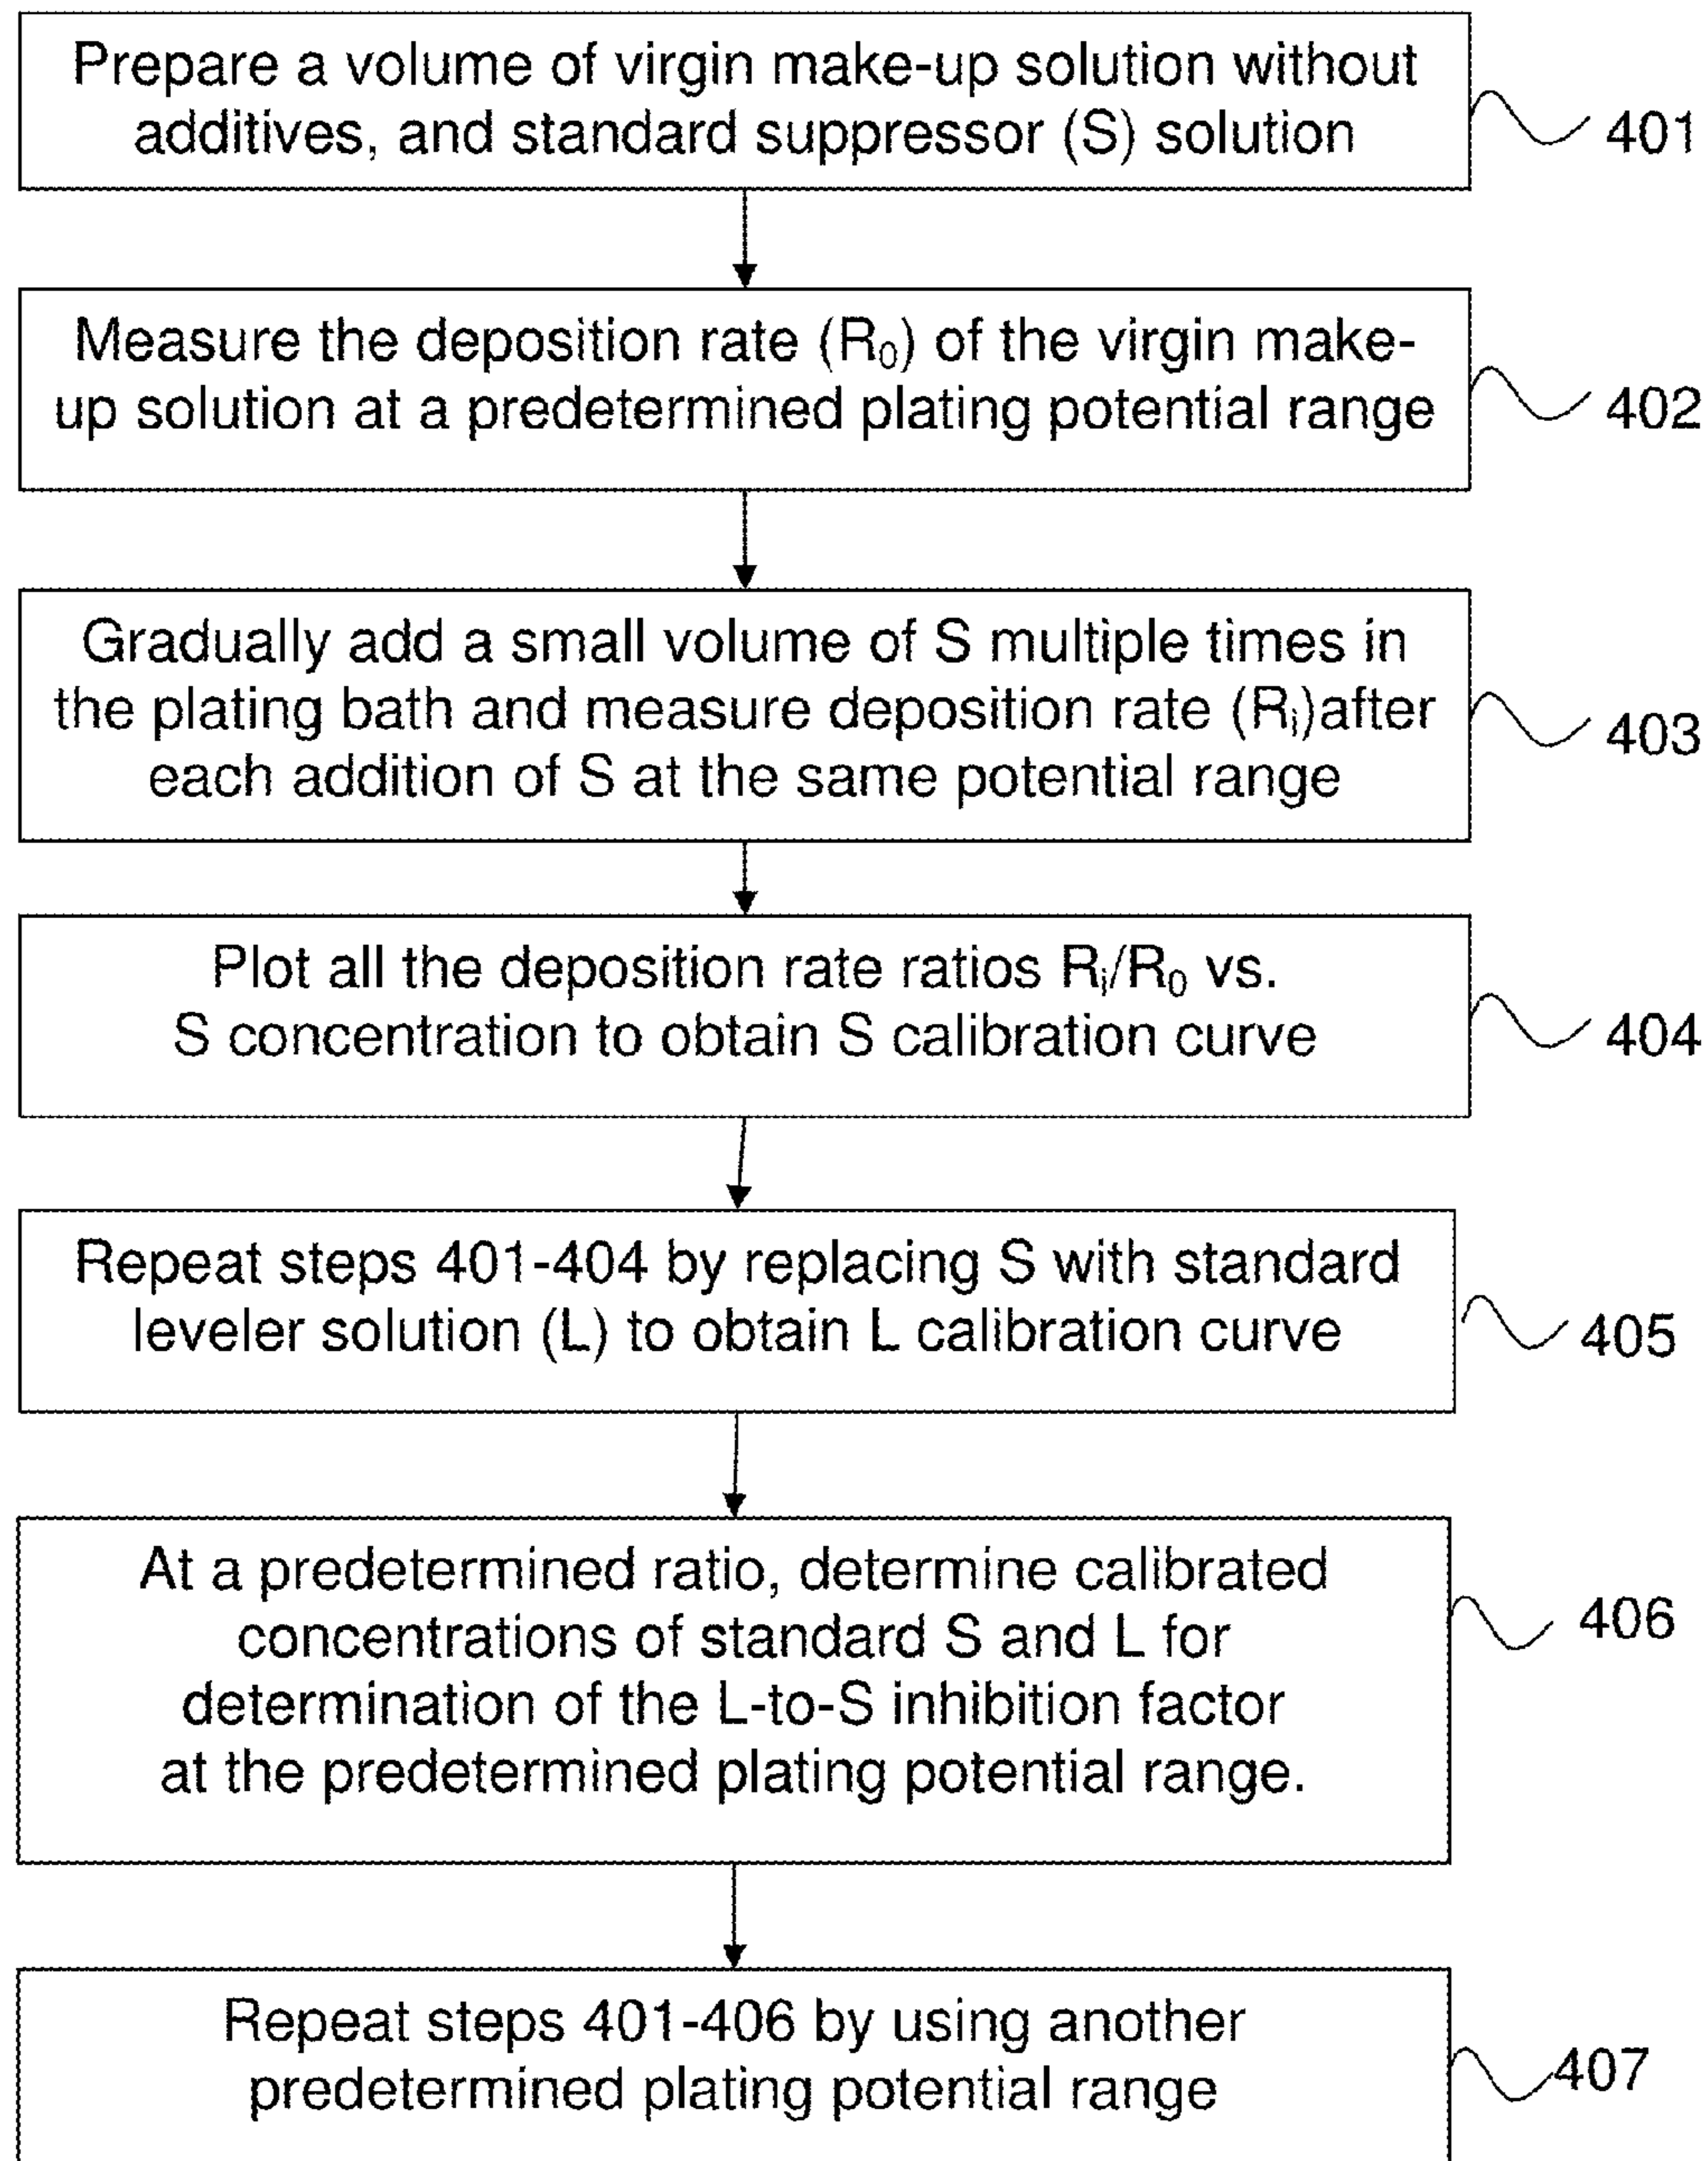 Prepare a volume of virgin make-up solution without
additives, and standard suppressor (S) solution
401
Measure the deposition rate (R₀) of the virgin make-
up solution at a predetermined plating potential range
402
Gradually add a small volume of S multiple times in
the plating bath and measure deposition rate (Rᵢ)after
each addition of S at the same potential range
403
Plot all the deposition rate ratios Rᵢ/R₀ vs.
S concentration to obtain S calibration curve
404
Repeat steps 401-404 by replacing S with standard
leveler solution (L) to obtain L calibration curve
405
At a predetermined ratio, determine calibrated
concentrations of standard S and L for
determination of the L-to-S inhibition factor
at the predetermined plating potential range.
406
Repeat steps 401-406 by using another
predetermined plating potential range
407